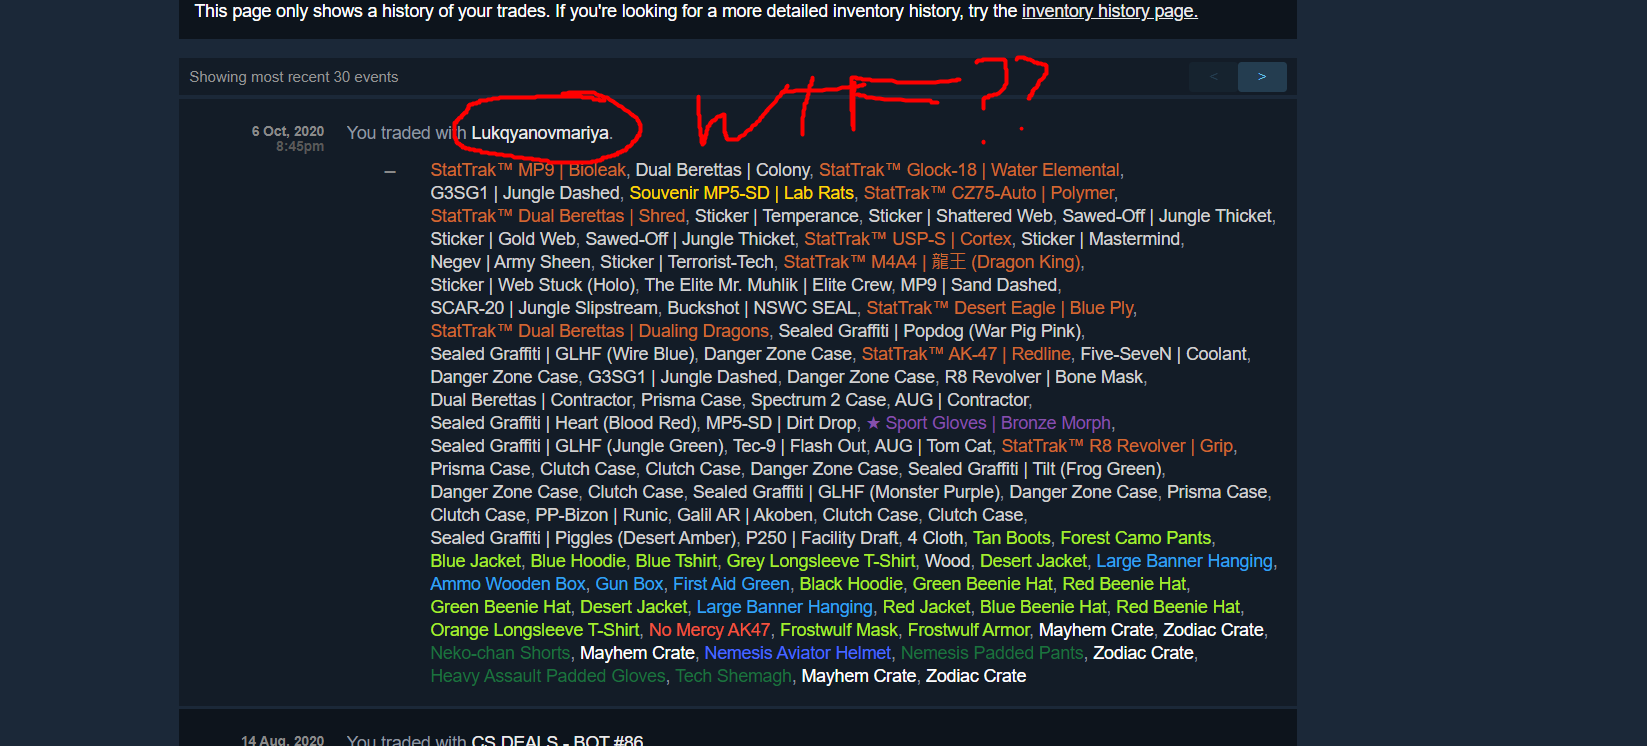 This page only shows a history of your trades. If you're looking for a more detailed inventory history, try the inventory history page.
Showing most recent 30 events
< >
WTF??
6 Oct, 2020
8:45pm
You traded with Lukqyanovmariya.
– StatTrak™ MP9 | Bioleak, Dual Berettas | Colony, StatTrak™ Glock-18 | Water Elemental,
G3SG1 | Jungle Dashed, Souvenir MP5-SD | Lab Rats, StatTrak™ CZ75-Auto | Polymer,
StatTrak™ Dual Berettas | Shred, Sticker | Temperance, Sticker | Shattered Web, Sawed-Off | Jungle Thicket,
Sticker | Gold Web, Sawed-Off | Jungle Thicket, StatTrak™ USP-S | Cortex, Sticker | Mastermind,
Negev | Army Sheen, Sticker | Terrorist-Tech, StatTrak™ M4A4 | 龍王 (Dragon King),
Sticker | Web Stuck (Holo), The Elite Mr. Muhlik | Elite Crew, MP9 | Sand Dashed,
SCAR-20 | Jungle Slipstream, Buckshot | NSWC SEAL, StatTrak™ Desert Eagle | Blue Ply,
StatTrak™ Dual Berettas | Dualing Dragons, Sealed Graffiti | Popdog (War Pig Pink),
Sealed Graffiti | GLHF (Wire Blue), Danger Zone Case, StatTrak™ AK-47 | Redline, Five-SeveN | Coolant,
Danger Zone Case, G3SG1 | Jungle Dashed, Danger Zone Case, R8 Revolver | Bone Mask,
Dual Berettas | Contractor, Prisma Case, Spectrum 2 Case, AUG | Contractor,
Sealed Graffiti | Heart (Blood Red), MP5-SD | Dirt Drop, ★ Sport Gloves | Bronze Morph,
Sealed Graffiti | GLHF (Jungle Green), Tec-9 | Flash Out, AUG | Tom Cat, StatTrak™ R8 Revolver | Grip,
Prisma Case, Clutch Case, Clutch Case, Danger Zone Case, Sealed Graffiti | Tilt (Frog Green),
Danger Zone Case, Clutch Case, Sealed Graffiti | GLHF (Monster Purple), Danger Zone Case, Prisma Case,
Clutch Case, PP-Bizon | Runic, Galil AR | Akoben, Clutch Case, Clutch Case,
Sealed Graffiti | Piggles (Desert Amber), P250 | Facility Draft, 4 Cloth, Tan Boots, Forest Camo Pants,
Blue Jacket, Blue Hoodie, Blue Tshirt, Grey Longsleeve T-Shirt, Wood, Desert Jacket, Large Banner Hanging,
Ammo Wooden Box, Gun Box, First Aid Green, Black Hoodie, Green Beenie Hat, Red Beenie Hat,
Green Beenie Hat, Desert Jacket, Large Banner Hanging, Red Jacket, Blue Beenie Hat, Red Beenie Hat,
Orange Longsleeve T-Shirt, No Mercy AK47, Frostwulf Mask, Frostwulf Armor, Mayhem Crate, Zodiac Crate,
Neko-chan Shorts, Mayhem Crate, Nemesis Aviator Helmet, Nemesis Padded Pants, Zodiac Crate,
Heavy Assault Padded Gloves, Tech Shemagh, Mayhem Crate, Zodiac Crate
14 Aug, 2020
You traded with CS.DEALS - BOT #86